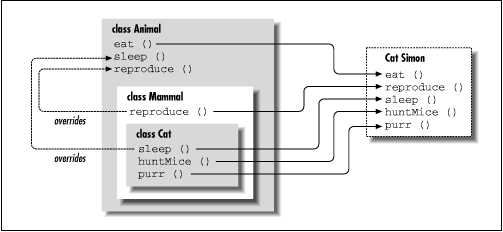 class Animal
eat ()
sleep ()
reproduce ()
class Mammal
reproduce ()
overrides
class Cat
sleep ()
huntMice ()
purr ()
overrides
Cat Simon
eat ()
reproduce ()
sleep ()
huntMice ()
purr ()